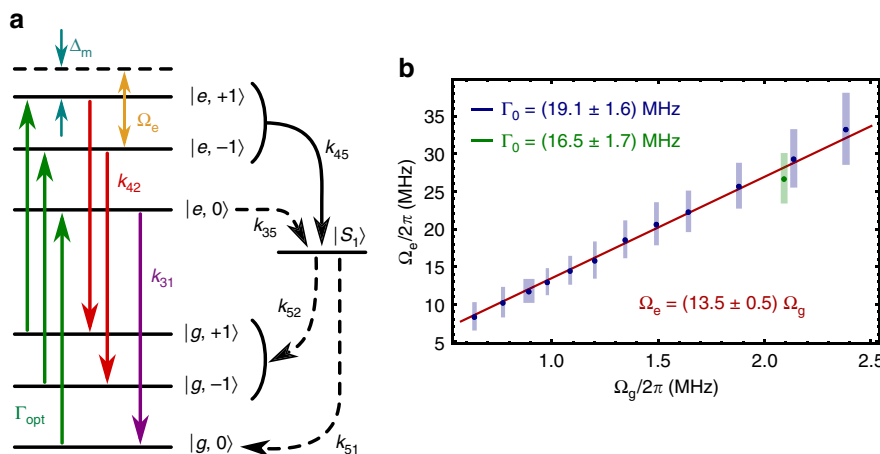 a
Δm
|e, +1⟩
Ωe
|e, −1⟩
k45
k42
|e, 0⟩
k35
|S1⟩
k31
k52
|g, +1⟩
|g, −1⟩
Γopt
|g, 0⟩
k51
b
Γ0 = (19.1 ± 1.6) MHz
Γ0 = (16.5 ± 1.7) MHz
Ωe/2π (MHz)
35
30
25
20
15
10
5
Ωe = (13.5 ± 0.5) Ωg
1.0 1.5 2.0 2.5
Ωg/2π (MHz)